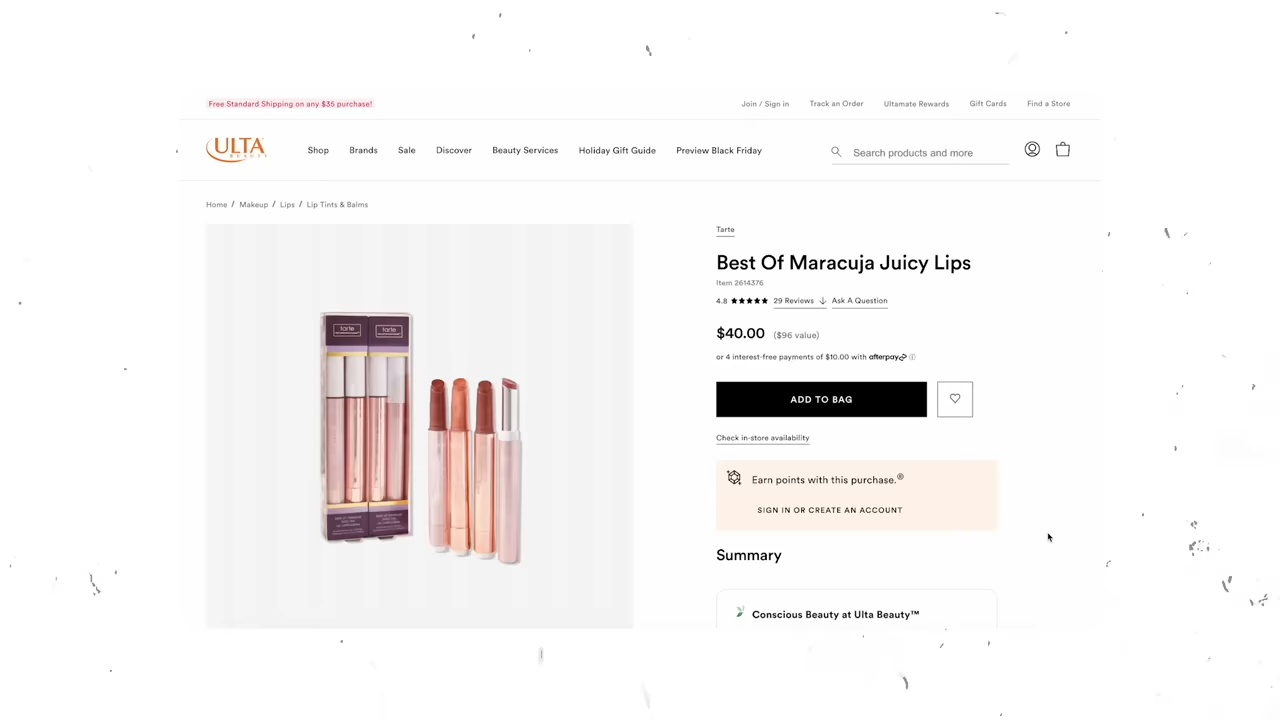 Free Standard Shipping on any $35 purchase!
Join / Sign in
Track an Order
Ultamate Rewards
Gift Cards
Find a Store
ULTA
BEAUTY
Shop
Brands
Sale
Discover
Beauty Services
Holiday Gift Guide
Preview Black Friday
Search products and more
Home / Makeup / Lips / Lip Tints & Balms
tarte
tarte
Tarte
Best Of Maracuja Juicy Lips
Item 2614376
4.8 ★★★★★ 29 Reviews ↓ Ask A Question
$40.00 ($96 value)
or 4 interest-free payments of $10.00 with afterpay
ADD TO BAG
Check in-store availability
Earn points with this purchase.®
SIGN IN OR CREATE AN ACCOUNT
Summary
Conscious Beauty at Ulta Beauty™